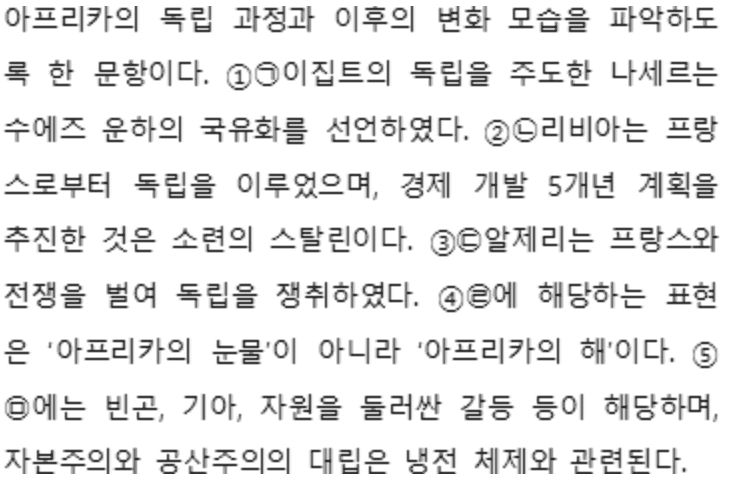 아프리카의 독립 과정과 이후의 변화 모습을 파악하도
록 한 문항이다. ①㉠이집트의 독립을 주도한 나세르는
수에즈 운하의 국유화를 선언하였다. ②㉡리비아는 프랑
스로부터 독립을 이루었으며, 경제 개발 5개년 계획을
추진한 것은 소련의 스탈린이다. ③㉢알제리는 프랑스와
전쟁을 벌여 독립을 쟁취하였다. ④㉣에 해당하는 표현
은 ‘아프리카의 눈물’이 아니라 ‘아프리카의 해’이다. ⑤
㉤에는 빈곤, 기아, 자원을 둘러싼 갈등 등이 해당하며,
자본주의와 공산주의의 대립은 냉전 체제와 관련된다.